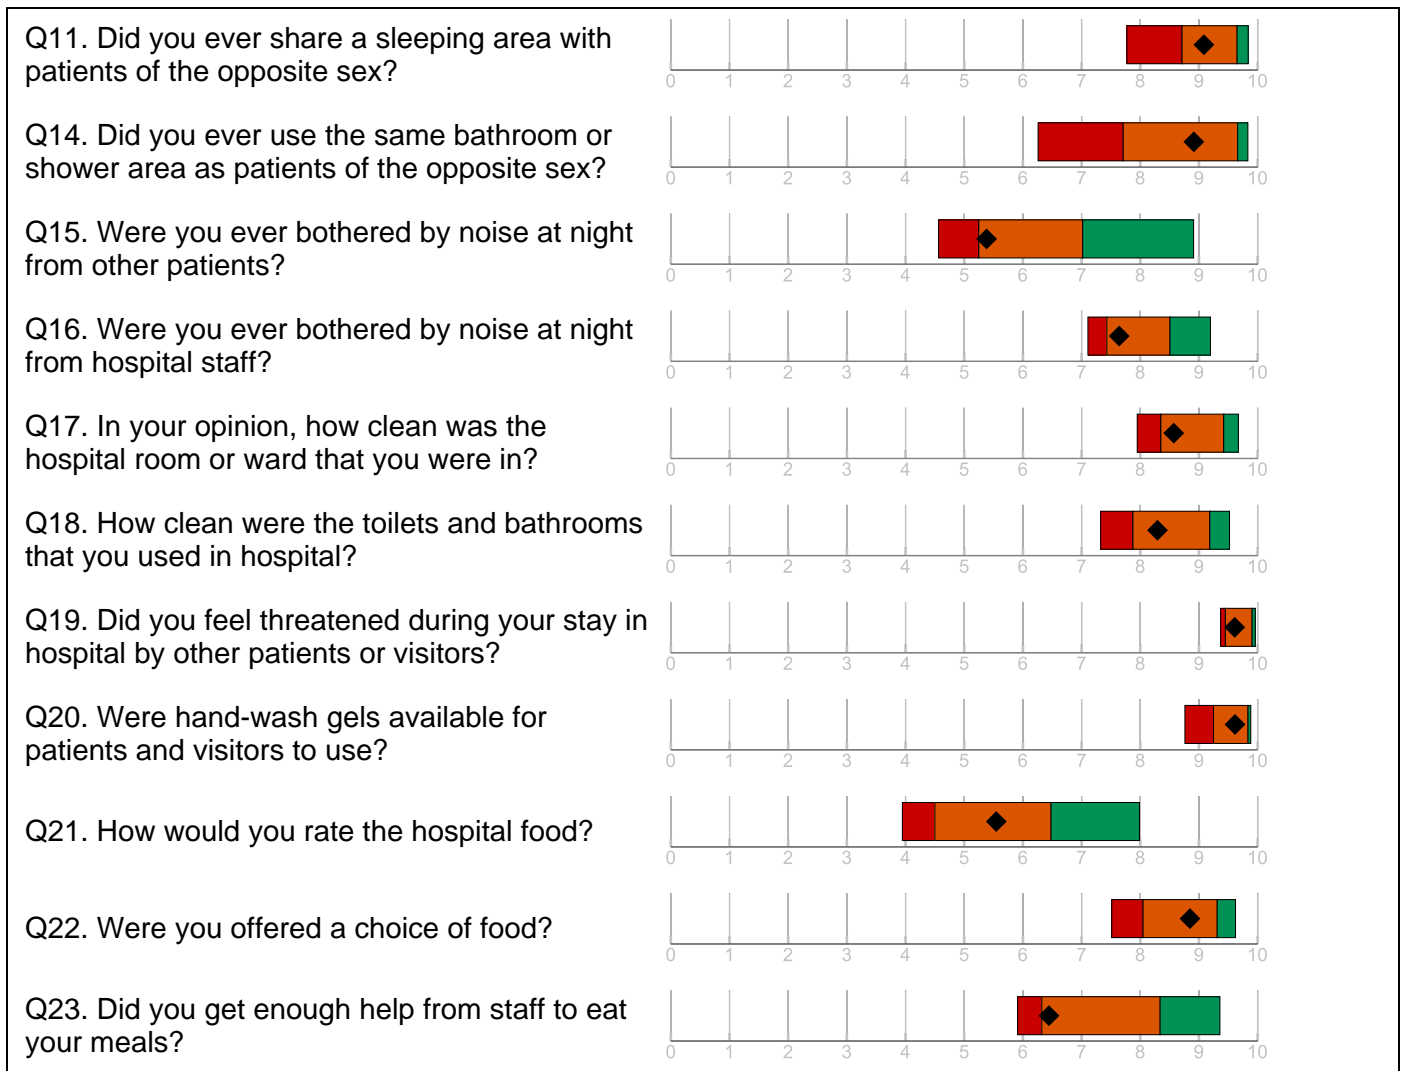 Q11. Did you ever share a sleeping area with
patients of the opposite sex?
0 1 2 3 4 5 6 7 8 9 10
Q14. Did you ever use the same bathroom or
shower area as patients of the opposite sex?
0 1 2 3 4 5 6 7 8 9 10
Q15. Were you ever bothered by noise at night
from other patients?
0 1 2 3 4 5 6 7 8 9 10
Q16. Were you ever bothered by noise at night
from hospital staff?
0 1 2 3 4 5 6 7 8 9 10
Q17. In your opinion, how clean was the
hospital room or ward that you were in?
0 1 2 3 4 5 6 7 8 9 10
Q18. How clean were the toilets and bathrooms
that you used in hospital?
0 1 2 3 4 5 6 7 8 9 10
Q19. Did you feel threatened during your stay in
hospital by other patients or visitors?
0 1 2 3 4 5 6 7 8 9 10
Q20. Were hand-wash gels available for
patients and visitors to use?
0 1 2 3 4 5 6 7 8 9 10
Q21. How would you rate the hospital food?
0 1 2 3 4 5 6 7 8 9 10
Q22. Were you offered a choice of food?
0 1 2 3 4 5 6 7 8 9 10
Q23. Did you get enough help from staff to eat
your meals?
0 1 2 3 4 5 6 7 8 9 10